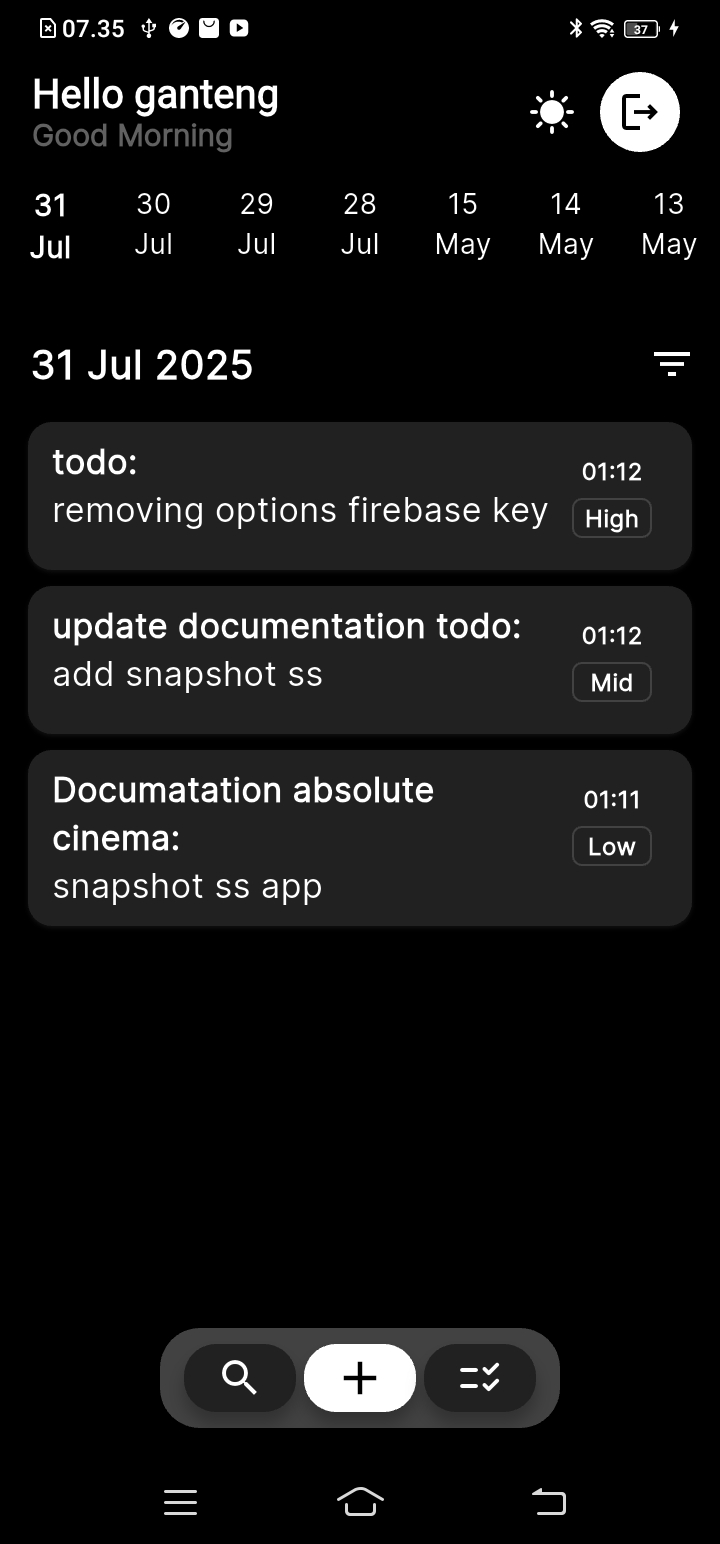 07.35
37
Hello ganteng
Good Morning
31 30 29 28 15 14 13
Jul Jul Jul Jul May May May
31 Jul 2025
todo:
01:12
removing options firebase key
High
update documentation todo:
01:12
add snapshot ss
Mid
Documatation absolute
01:11
cinema:
Low
snapshot ss app